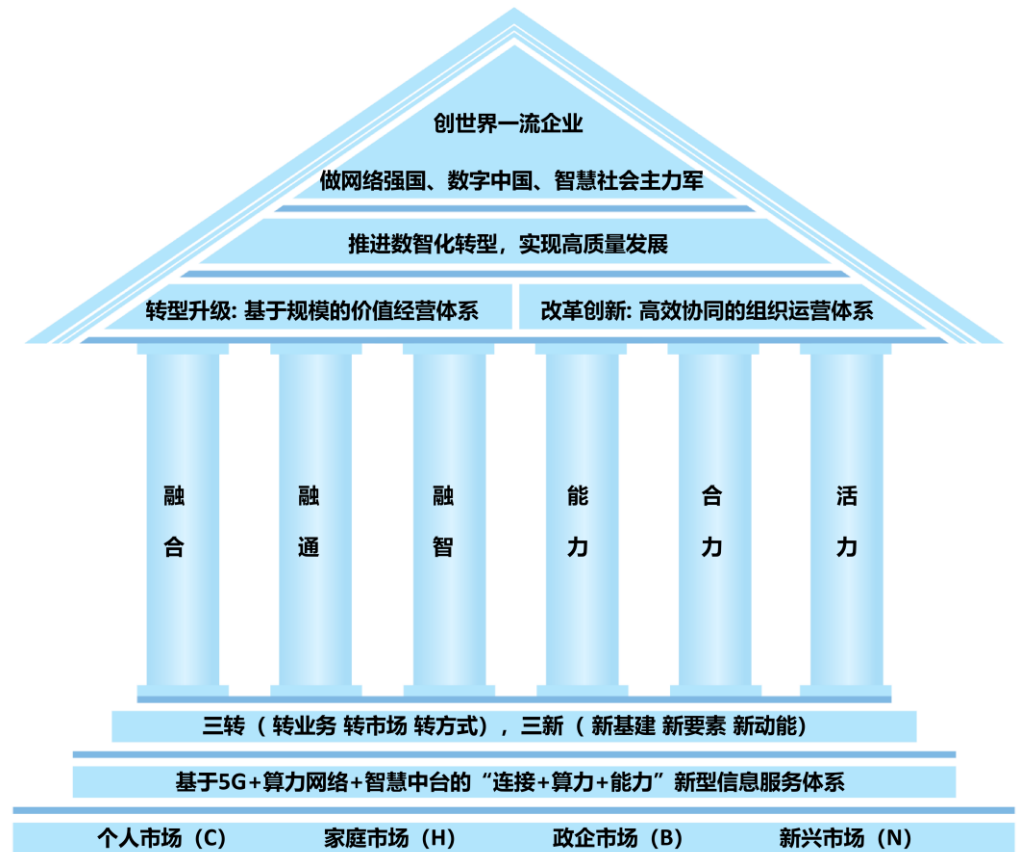 创世界一流企业
做网络强国、数字中国、智慧社会主力军
推进数智化转型，实现高质量发展
转型升级: 基于规模的价值经营体系
改革创新: 高效协同的组织运营体系
融合
融通
融智
能力
合力
活力
三转（ 转业务 转市场 转方式），三新（ 新基建 新要素 新动能）
基于5G+算力网络+智慧中台的“连接+算力+能力”新型信息服务体系
个人市场（C） 家庭市场（H） 政企市场（B） 新兴市场（N）